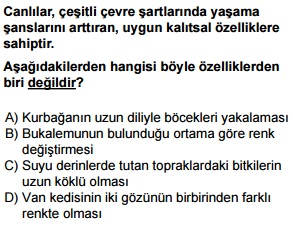 Canlılar, çeşitli çevre şartlarında yaşama
şanslarını arttıran, uygun kalıtsal özelliklere
sahiptir.
Aşağıdakilerden hangisi böyle özelliklerden
biri değildir?
A) Kurbağanın uzun diliyle böcekleri yakalaması
B) Bukalemunun bulunduğu ortama göre renk
değiştirmesi
C) Suyu derinlerde tutan topraklardaki bitkilerin
uzun köklü olması
D) Van kedisinin iki gözünün birbirinden farklı
renkte olması